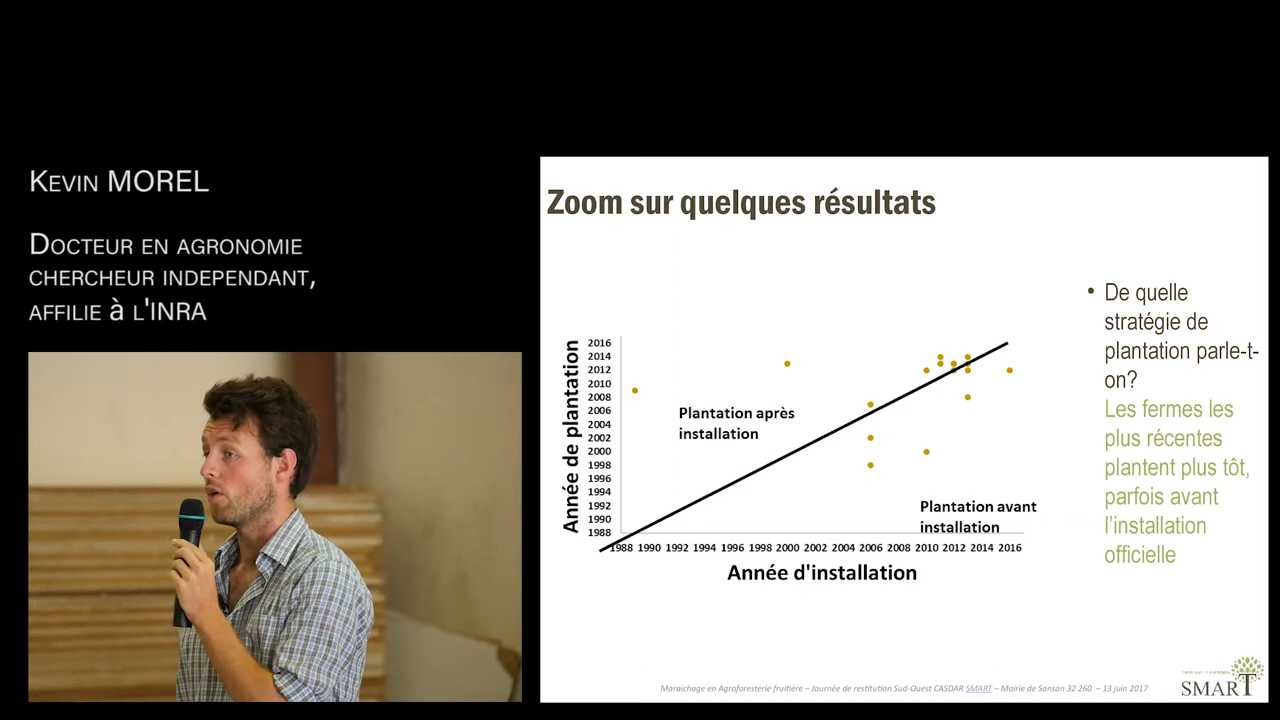 KEVIN MOREL
DOCTEUR EN AGRONOMIE
CHERCHEUR INDEPENDANT,
AFFILIE à L'INRA
Zoom sur quelques résultats
Année de plantation
2016
2014
2012
2010
2008
2006
2004
2002
2000
1998
1996
1994
1992
1990
1988
Plantation après
installation
Plantation avant
installation
1988 1990 1992 1994 1996 1998 2000 2002 2004 2006 2008 2010 2012 2014 2016
Année d'installation
• De quelle
stratégie de
plantation parle-t-
on?
Les fermes les
plus récentes
plantent plus tôt,
parfois avant
l'installation
officielle
Maraichage en Agroforesterie fruitière – Journée de restitution Sud-Ouest CASDAR SMART – Mairie de Sansan 32 260 – 13 juin 2017
SMART